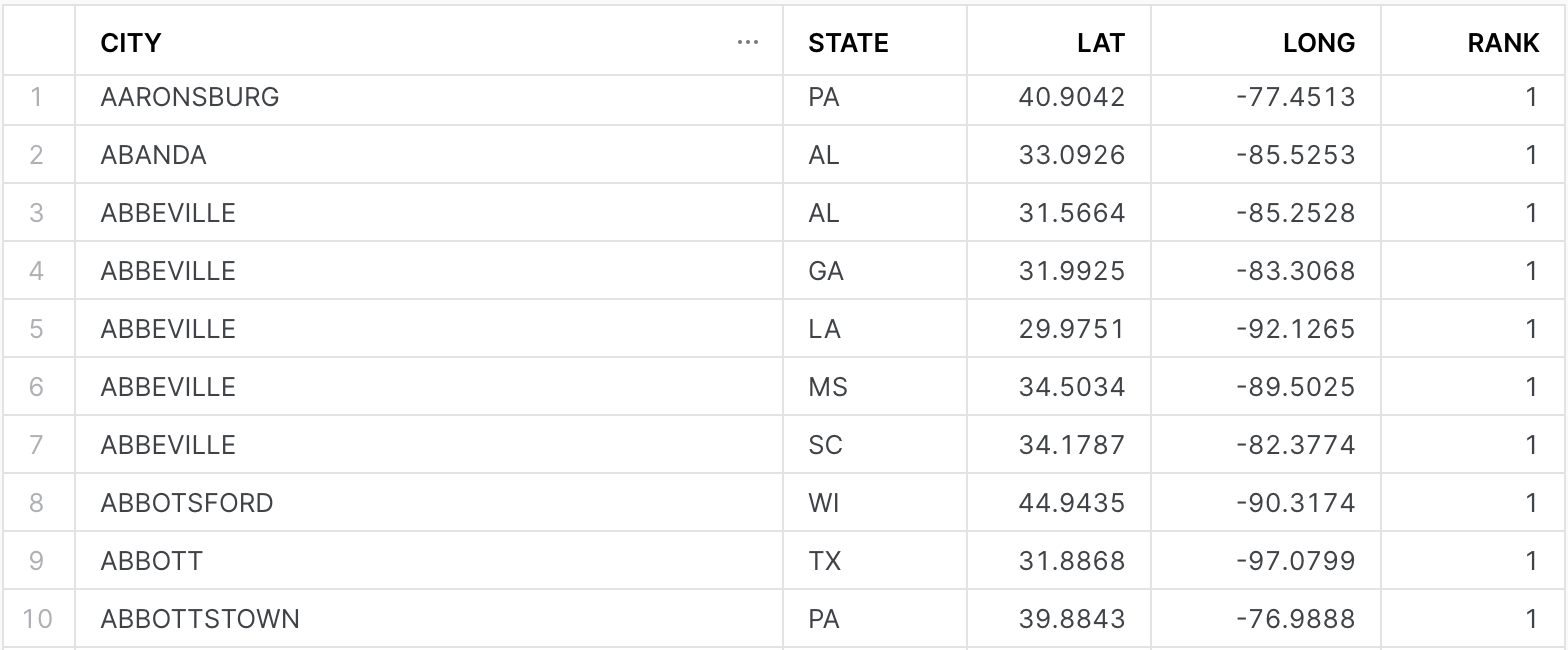 CITY ... STATE LAT LONG RANK
1 AARONSBURG PA 40.9042 -77.4513 1
2 ABANDA AL 33.0926 -85.5253 1
3 ABBEVILLE AL 31.5664 -85.2528 1
4 ABBEVILLE GA 31.9925 -83.3068 1
5 ABBEVILLE LA 29.9751 -92.1265 1
6 ABBEVILLE MS 34.5034 -89.5025 1
7 ABBEVILLE SC 34.1787 -82.3774 1
8 ABBOTSFORD WI 44.9435 -90.3174 1
9 ABBOTT TX 31.8868 -97.0799 1
10 ABBOTTSTOWN PA 39.8843 -76.9888 1